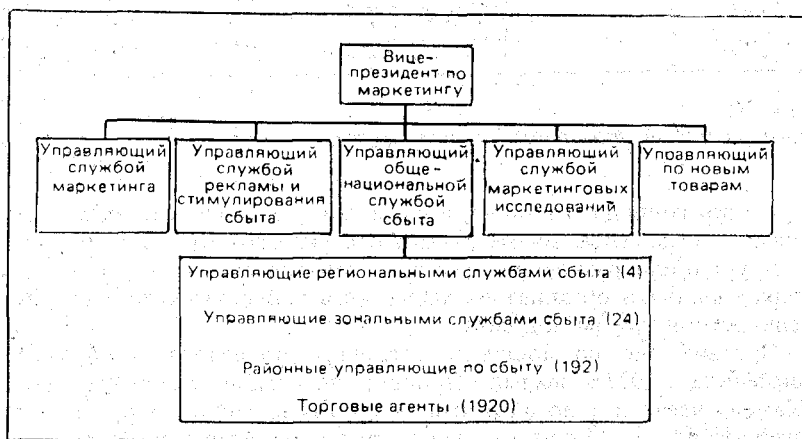 Вице-
президент по
маркетингу
Управляющий
службой
маркетинга
Управляющий
службой
рекламы и
стимулирования
сбыта
Управляющий
обще-
национальной
службой
сбыта
Управляющий
службой
маркетинговых
исследований
Управляющий
по новым
товарам
Управляющие региональными службами сбыта (4)
Управляющие зональными службами сбыта (24)
Районные управляющие по сбыту (192)
Торговые агенты (1920)